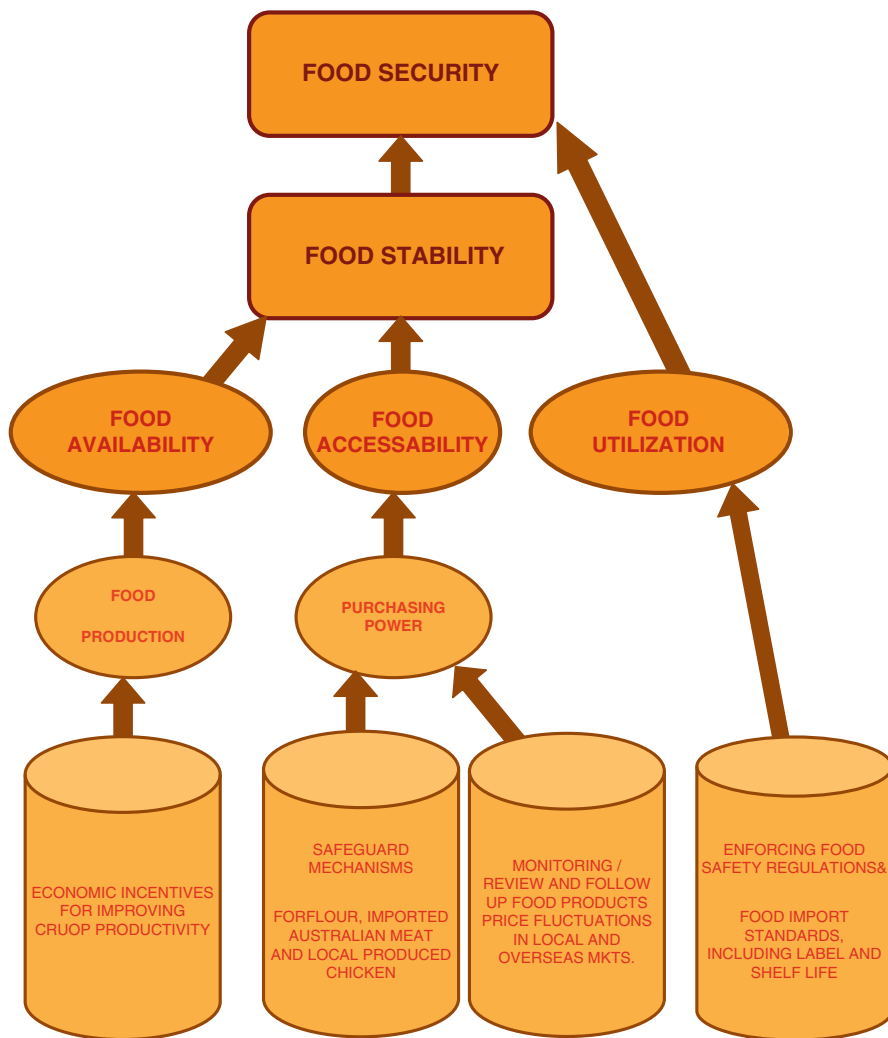 FOOD SECURITY
FOOD STABILITY
FOOD
AVAILABILITY
FOOD
ACCESSABILITY
FOOD
UTILIZATION
FOOD
PRODUCTION
PURCHASING
POWER
ECONOMIC INCENTIVES
FOR IMPROVING
CRUOP PRODUCTIVITY
SAFEGUARD
MECHANISMS
FORFLOUR, IMPORTED
AUSTRALIAN MEAT
AND LOCAL PRODUCED
CHICKEN
MONITORING /
REVIEW AND FOLLOW
UP FOOD PRODUCTS
PRICE FLUCTUATIONS
IN LOCAL AND
OVERSEAS MKTS.
ENFORCING FOOD
SAFETY REGULATIONS&
FOOD IMPORT
STANDARDS,
INCLUDING LABEL AND
SHELF LIFE